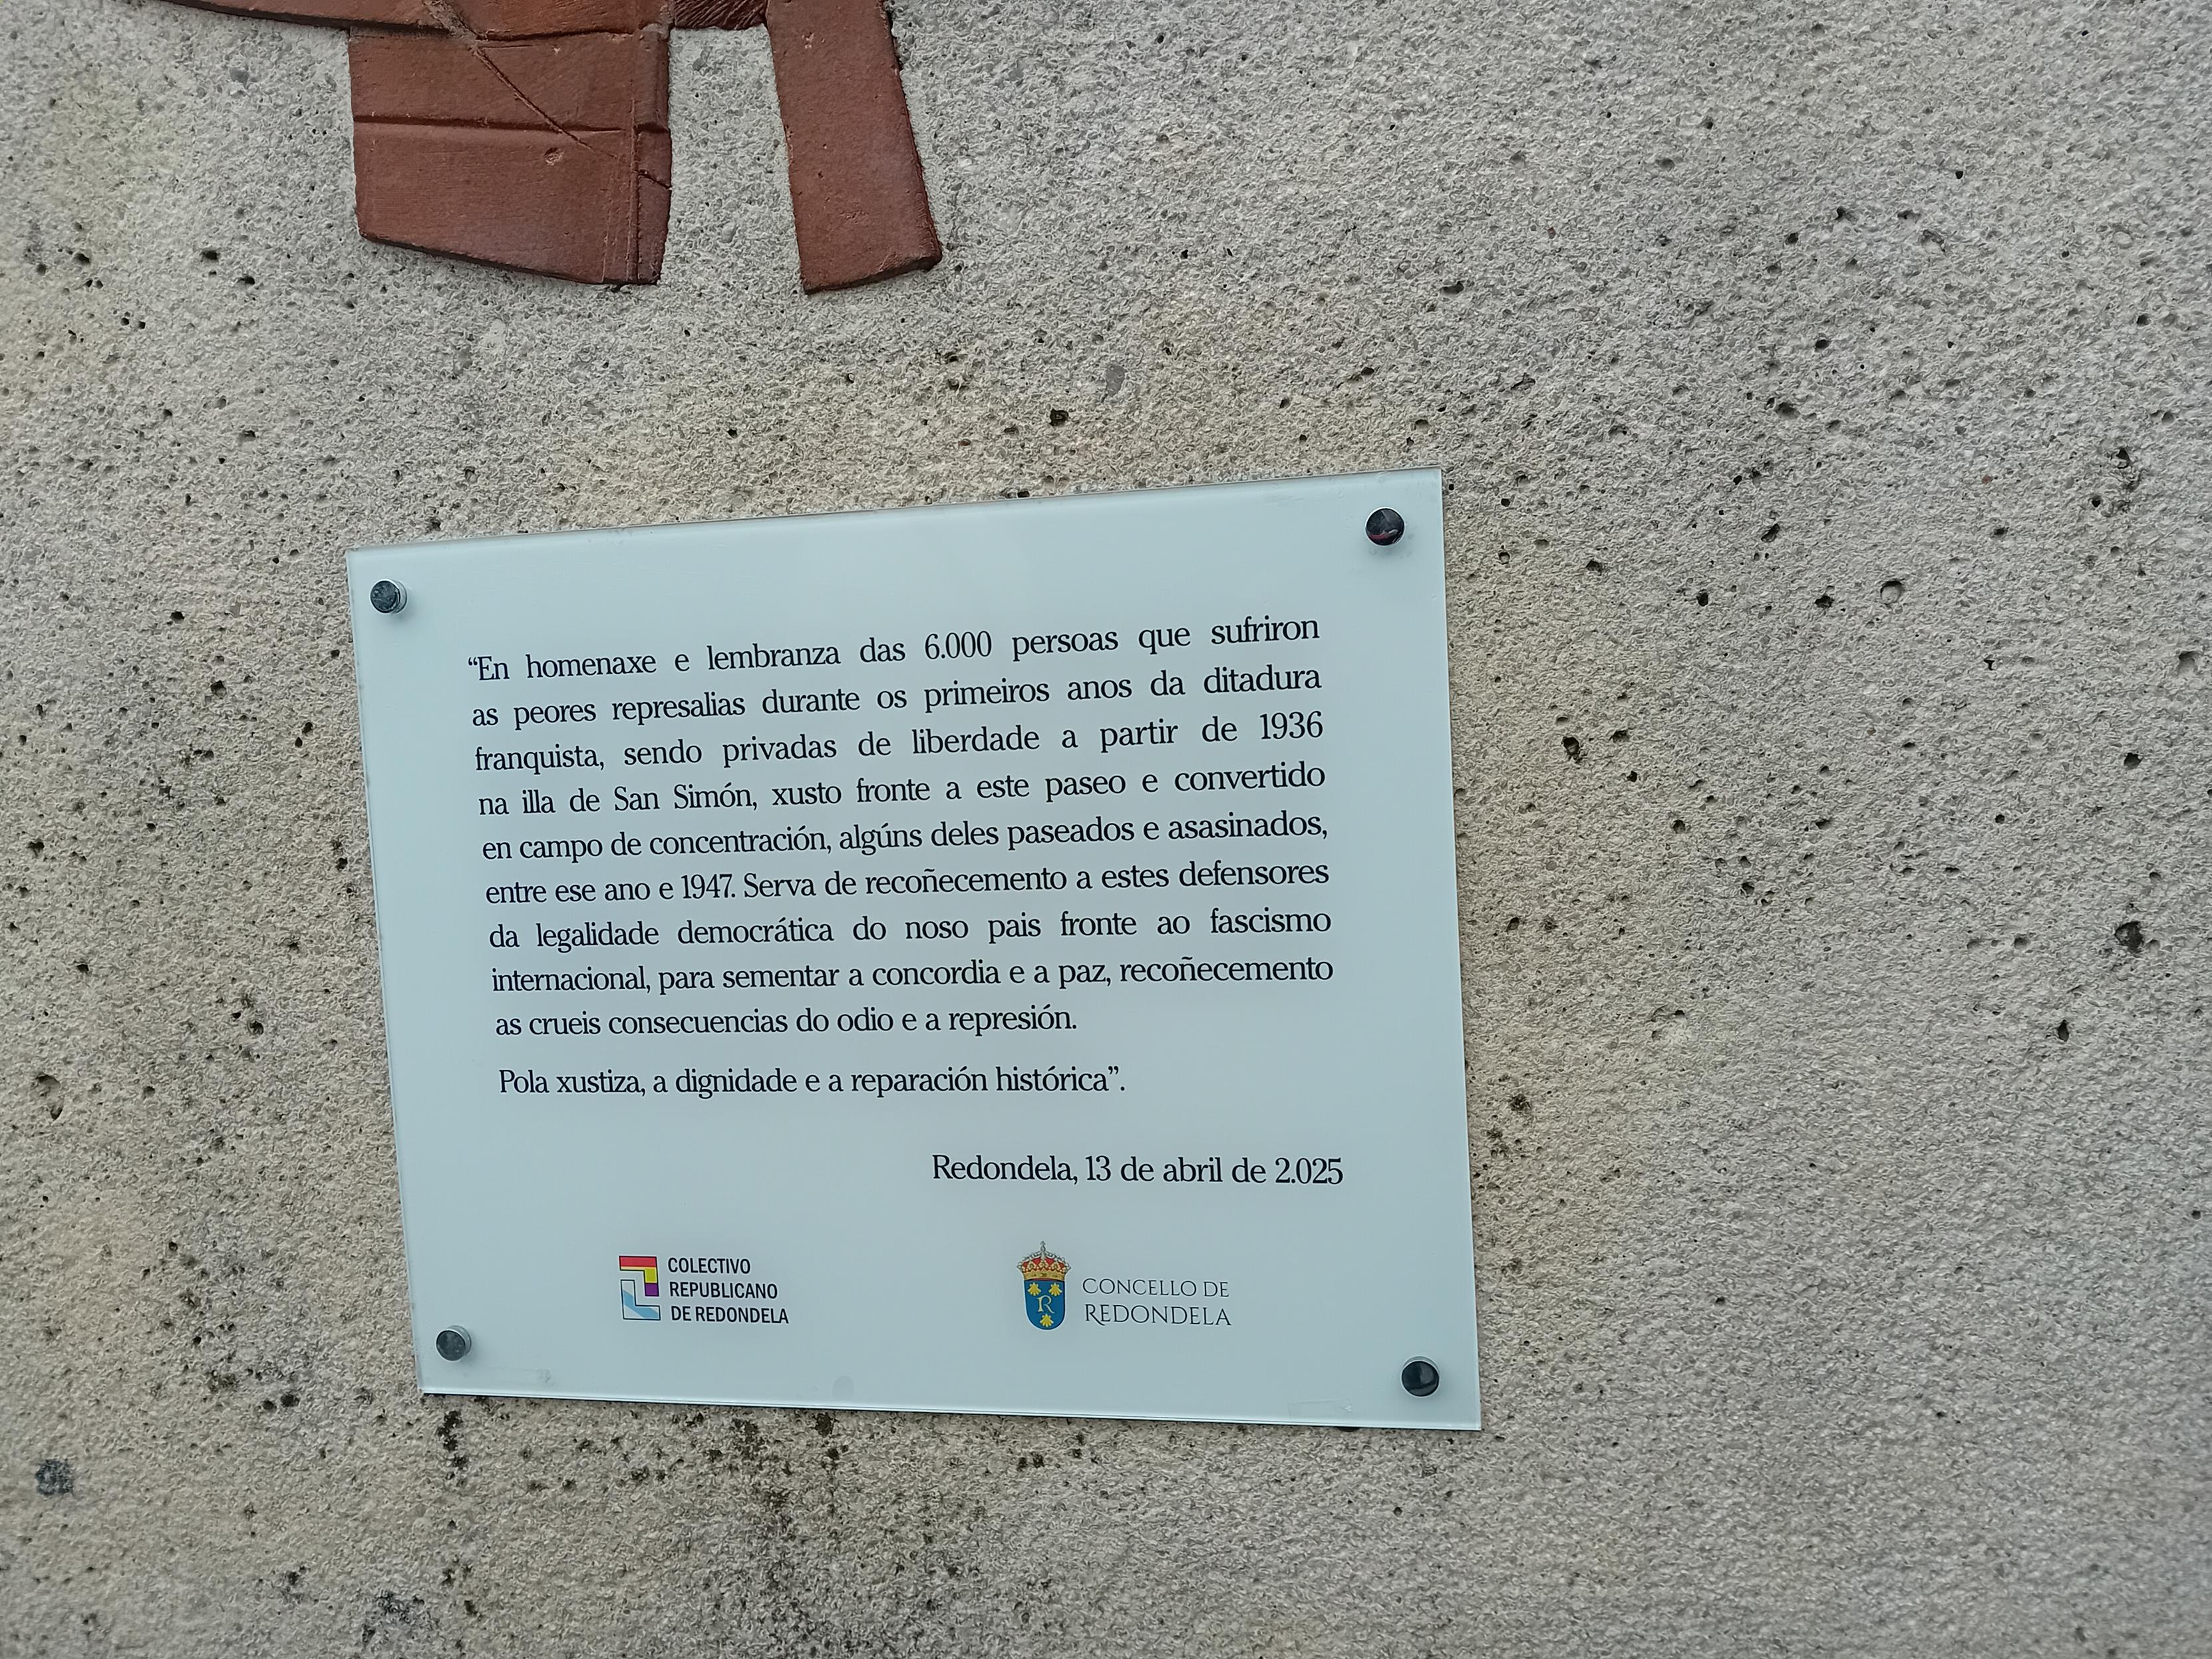 “En homenaxe e lembranza das 6.000 persoas que sufriron
as peores represalias durante os primeiros anos da ditadura
franquista, sendo privadas de liberdade a partir de 1936
na illa de San Simón, xusto fronte a este paseo e convertido
en campo de concentración, algúns deles paseados e asasinados,
entre ese ano e 1947. Serva de recoñecemento a estes defensores
da legalidade democrática do noso pais fronte ao fascismo
internacional, para sementar a concordia e a paz, recoñecemento
as crueis consecuencias do odio e a represión.
Pola xustiza, a dignidade e a reparación histórica”.
Redondela, 13 de abril de 2.025
COLECTIVO
REPUBLICANO
DE REDONDELA
CONCELLO DE
REDONDELA
R